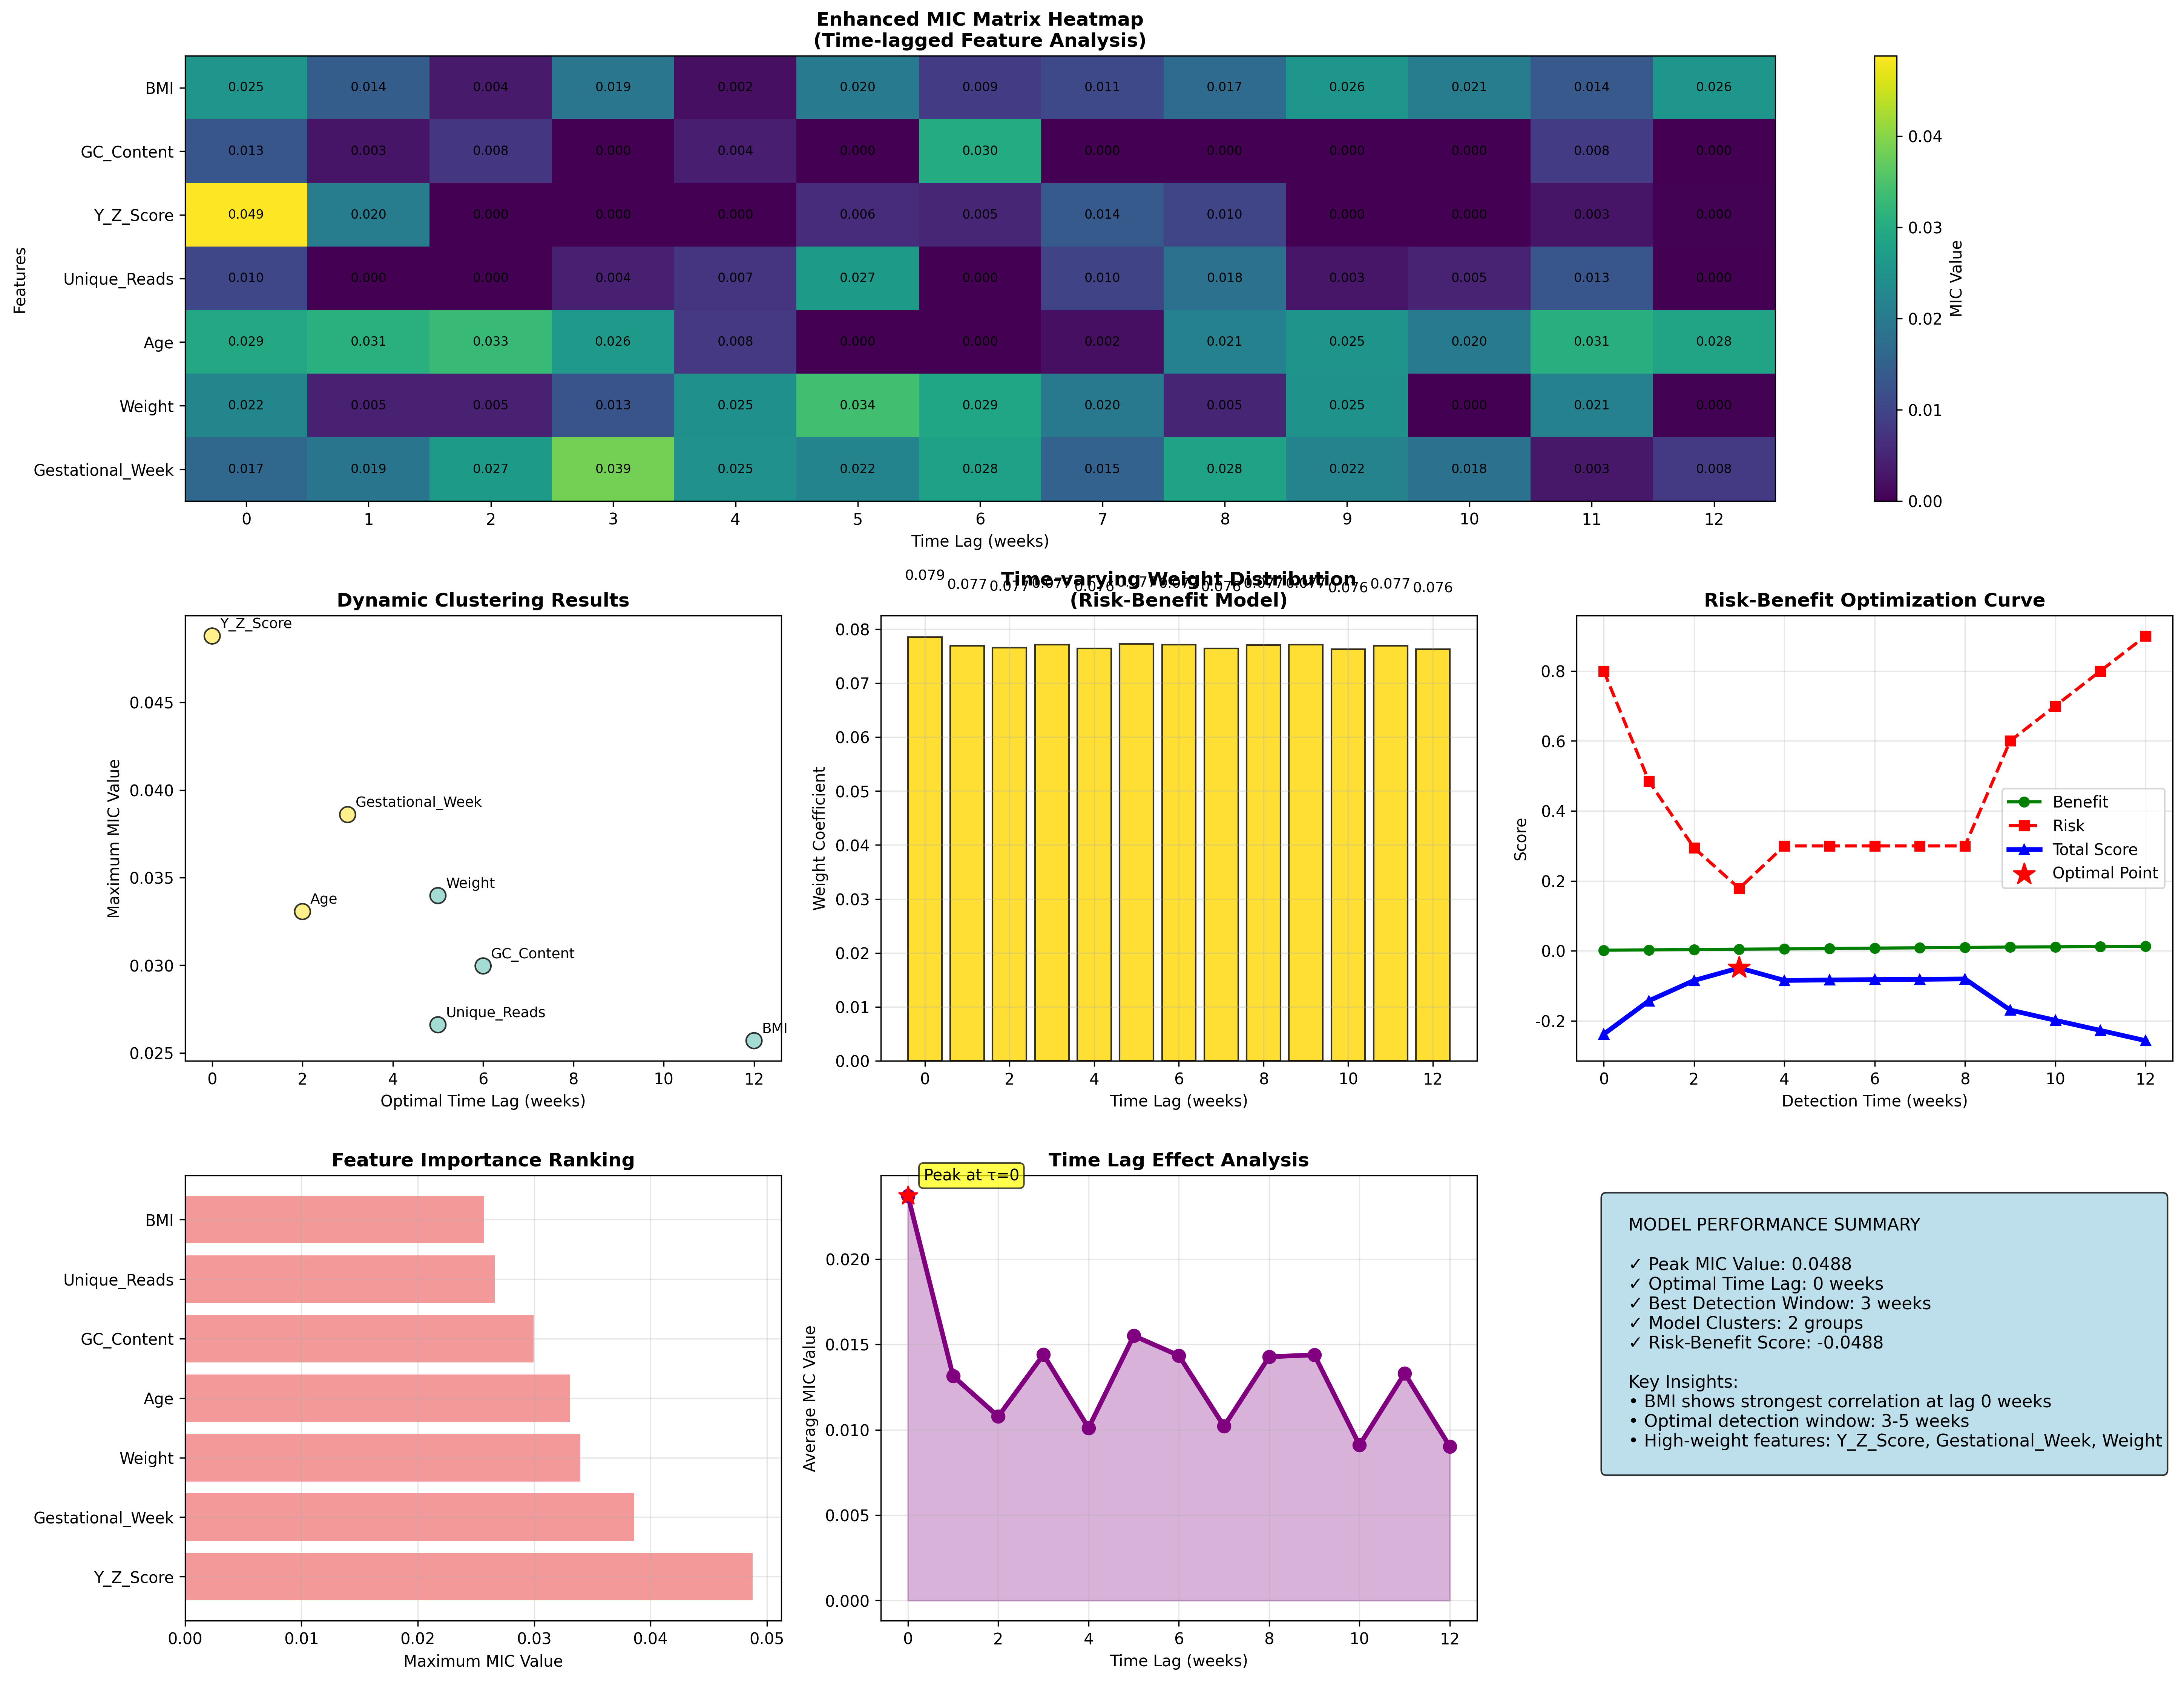 Enhanced MIC Matrix Heatmap
(Time-lagged Feature Analysis)
Features
BMI 0.025 0.014 0.004 0.019 0.002 0.020 0.009 0.011 0.017 0.026 0.021 0.014 0.026
GC_Content 0.013 0.003 0.008 0.000 0.004 0.000 0.030 0.000 0.000 0.000 0.000 0.008 0.000
Y_Z_Score 0.049 0.020 0.000 0.000 0.000 0.006 0.005 0.014 0.010 0.000 0.000 0.003 0.000
Unique_Reads 0.010 0.000 0.000 0.004 0.007 0.027 0.000 0.010 0.018 0.003 0.005 0.013 0.000
Age 0.029 0.031 0.033 0.026 0.008 0.000 0.000 0.002 0.021 0.025 0.020 0.031 0.028
Weight 0.022 0.005 0.005 0.013 0.025 0.034 0.029 0.020 0.005 0.025 0.000 0.021 0.000
Gestational_Week 0.017 0.019 0.027 0.039 0.025 0.022 0.028 0.015 0.028 0.022 0.018 0.003 0.008
0 1 2 3 4 5 6 7 8 9 10 11 12
Time Lag (weeks)
0.04
0.03
0.02
0.01
0.00
MIC Value
Dynamic Clustering Results
Maximum MIC Value
0.045
0.040
0.035
0.030
0.025
Y_Z_Score
Gestational_Week
Weight
Age
GC_Content
Unique_Reads
BMI
0 2 4 6 8 10 12
Optimal Time Lag (weeks)
Time-varying Weight Distribution
(Risk-Benefit Model)
0.079 0.077 0.077 0.076 0.077 0.076 0.077 0.076
Weight Coefficient
0.08
0.07
0.06
0.05
0.04
0.03
0.02
0.01
0.00
0 2 4 6 8 10 12
Time Lag (weeks)
Risk-Benefit Optimization Curve
Score
0.8
0.6
0.4
0.2
0.0
-0.2
Benefit
Risk
Total Score
Optimal Point
0 2 4 6 8 10 12
Detection Time (weeks)
Feature Importance Ranking
BMI
Unique_Reads
GC_Content
Age
Weight
Gestational_Week
Y_Z_Score
0.00 0.01 0.02 0.03 0.04 0.05
Maximum MIC Value
Time Lag Effect Analysis
Peak at τ=0
Average MIC Value
0.020
0.015
0.010
0.005
0.000
0 2 4 6 8 10 12
Time Lag (weeks)
MODEL PERFORMANCE SUMMARY
✓ Peak MIC Value: 0.0488
✓ Optimal Time Lag: 0 weeks
✓ Best Detection Window: 3 weeks
✓ Model Clusters: 2 groups
✓ Risk-Benefit Score: -0.0488
Key Insights:
• BMI shows strongest correlation at lag 0 weeks
• Optimal detection window: 3-5 weeks
• High-weight features: Y_Z_Score, Gestational_Week, Weight